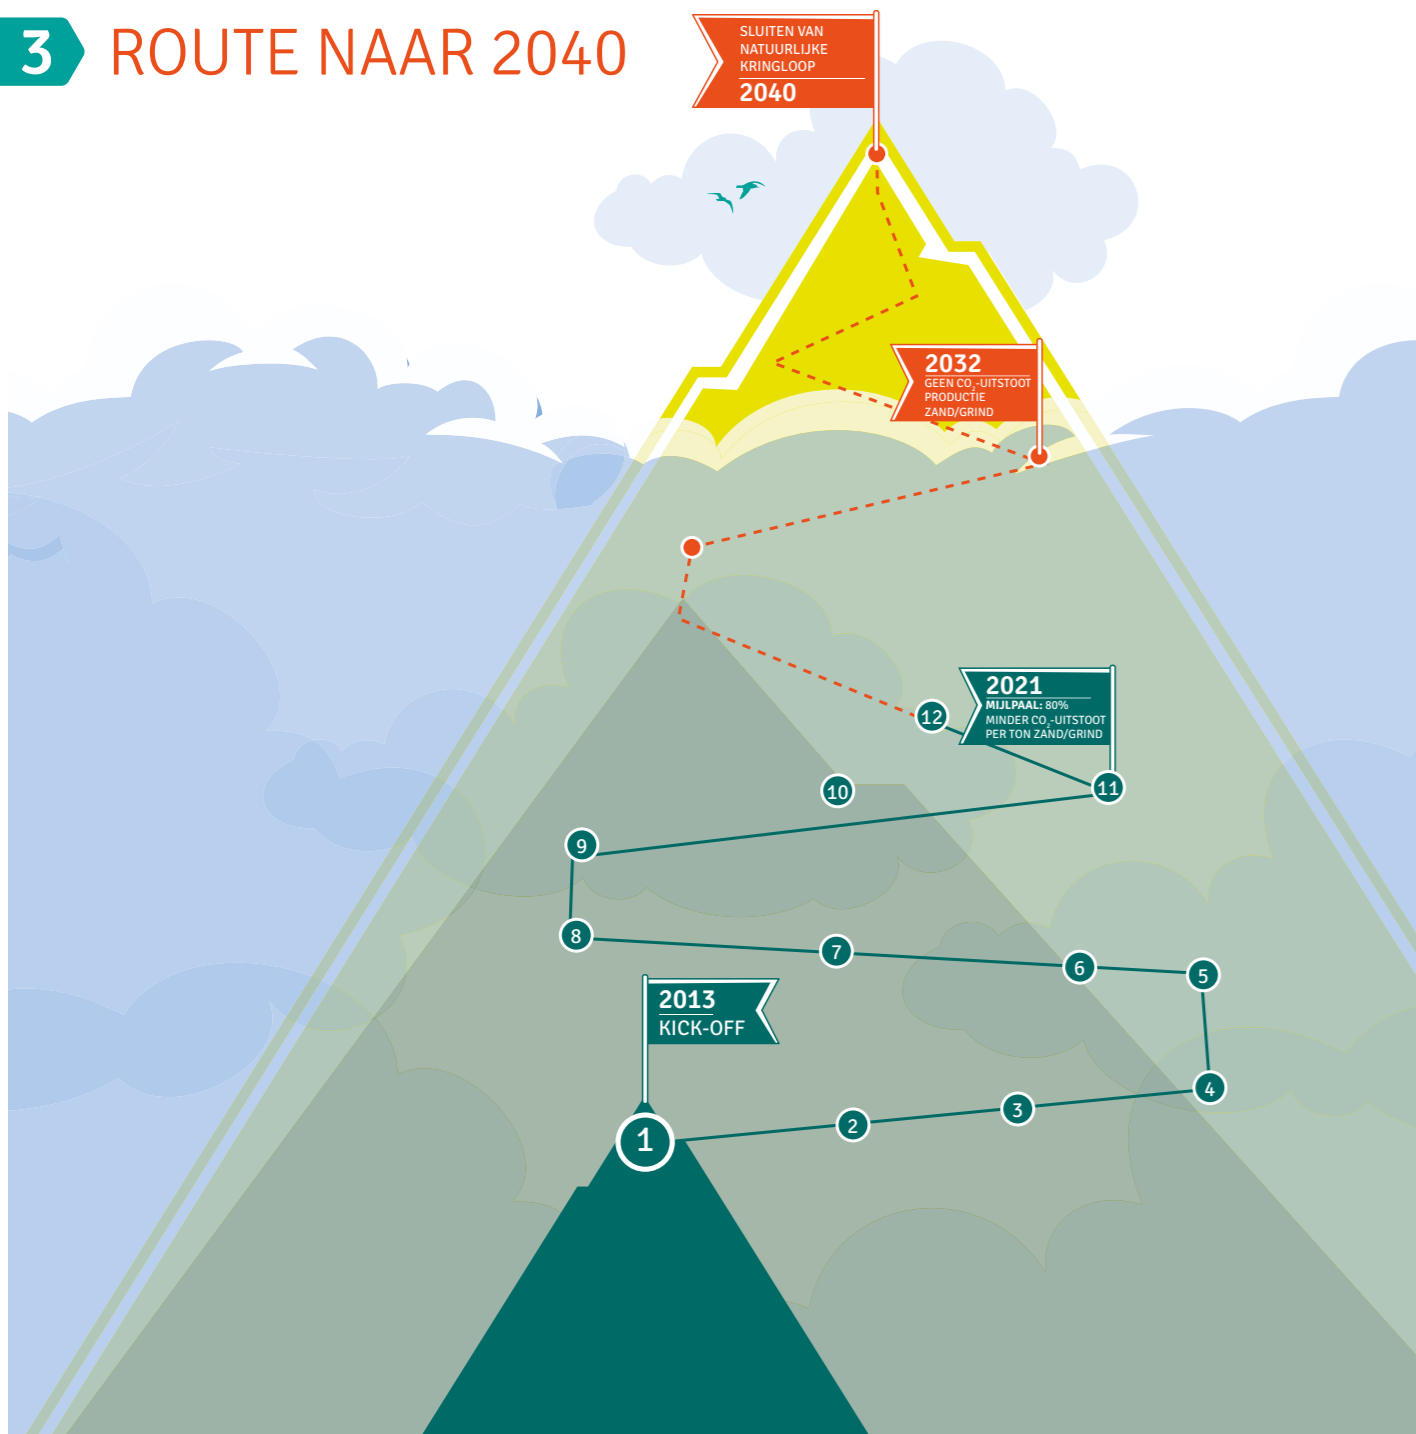 3 ROUTE NAAR 2040
SLUITEN VAN
NATUURLIJKE
KRINGLOOP
2040
2032
GEEN CO₂-UITSTOOT
PRODUCTIE
ZAND/GRIND
2021
MIJLPAAL: 80%
MINDER CO₂-UITSTOOT
PER TON ZAND/GRIND
12
11
10
9
8
7
6
5
2013
KICK-OFF
4
3
2
1